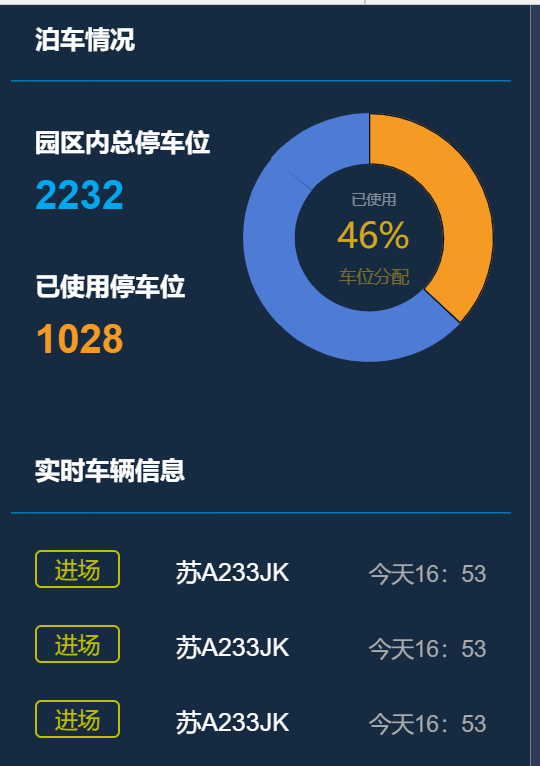 泊车情况
园区内总停车位
2232
已使用停车位
1028
已使用
46%
车位分配
实时车辆信息
进场 苏A233JK 今天16：53
进场 苏A233JK 今天16：53
进场 苏A233JK 今天16：53